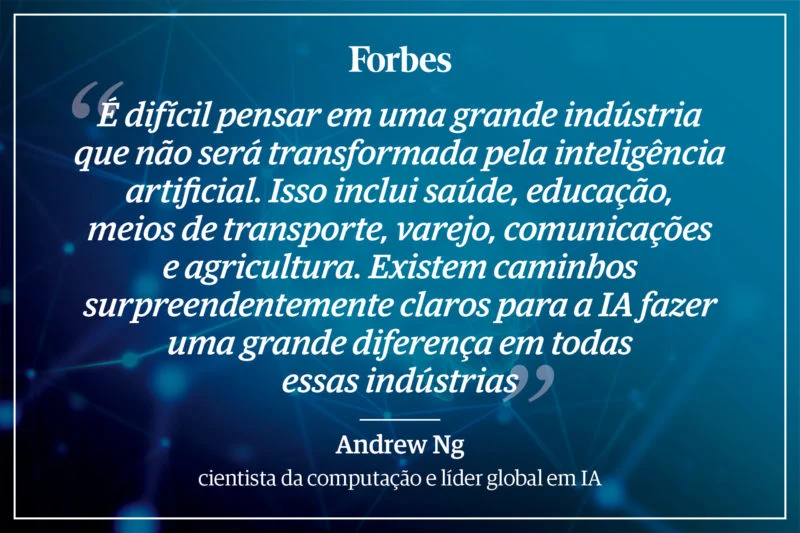 Forbes
“É difícil pensar em uma grande indústria
que não será transformada pela inteligência
artificial. Isso inclui saúde, educação,
meios de transporte, varejo, comunicações
e agricultura. Existem caminhos
surpreendentemente claros para a IA fazer
uma grande diferença em todas
essas indústrias”
Andrew Ng
cientista da computação e líder global em IA